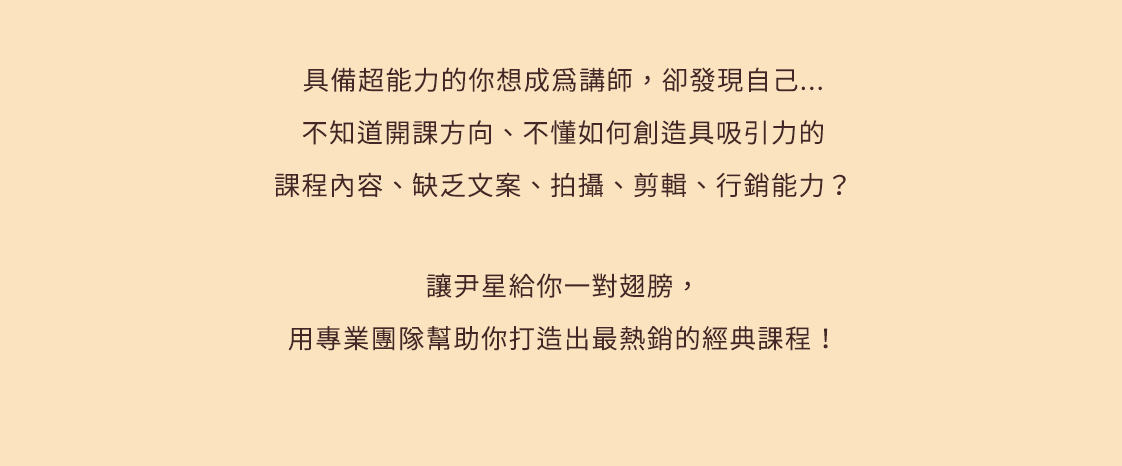 具備超能力的你想成爲講師，卻發現自己...
不知道開課方向、不懂如何創造具吸引力的
課程內容、缺乏文案、拍攝、剪輯、行銷能力？
讓尹星給你一對翅膀，
用專業團隊幫助你打造出最熱銷的經典課程！